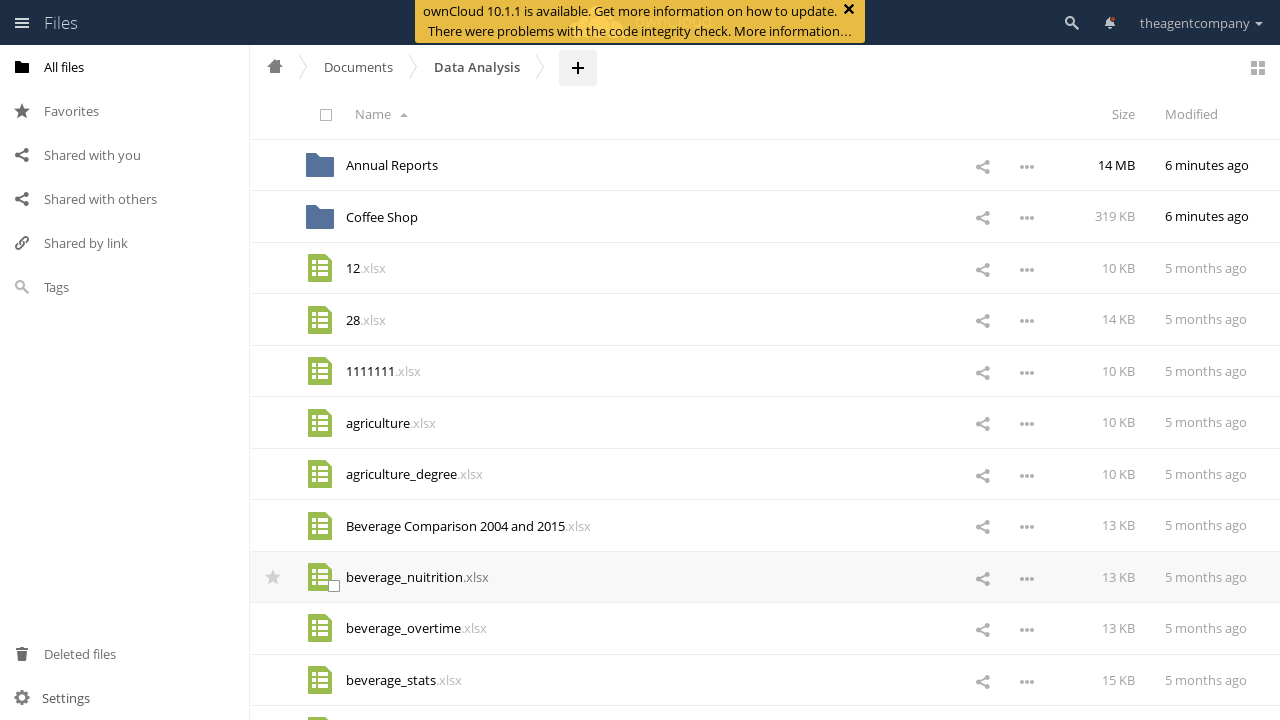 Files
ownCloud 10.1.1 is available. Get more information on how to update.
There were problems with the code integrity check. More information…
theagentcompany
All files
Favorites
Shared with you
Shared with others
Shared by link
Tags
Deleted files
Settings
Documents
Data Analysis
Name
Size
Modified
Annual Reports 14 MB 6 minutes ago
Coffee Shop 319 KB 6 minutes ago
12.xlsx 10 KB 5 months ago
28.xlsx 14 KB 5 months ago
1111111.xlsx 10 KB 5 months ago
agriculture.xlsx 10 KB 5 months ago
agriculture_degree.xlsx 10 KB 5 months ago
Beverage Comparison 2004 and 2015.xlsx 13 KB 5 months ago
beverage_nuitrition.xlsx 13 KB 5 months ago
beverage_overtime.xlsx 13 KB 5 months ago
beverage_stats.xlsx 15 KB 5 months ago